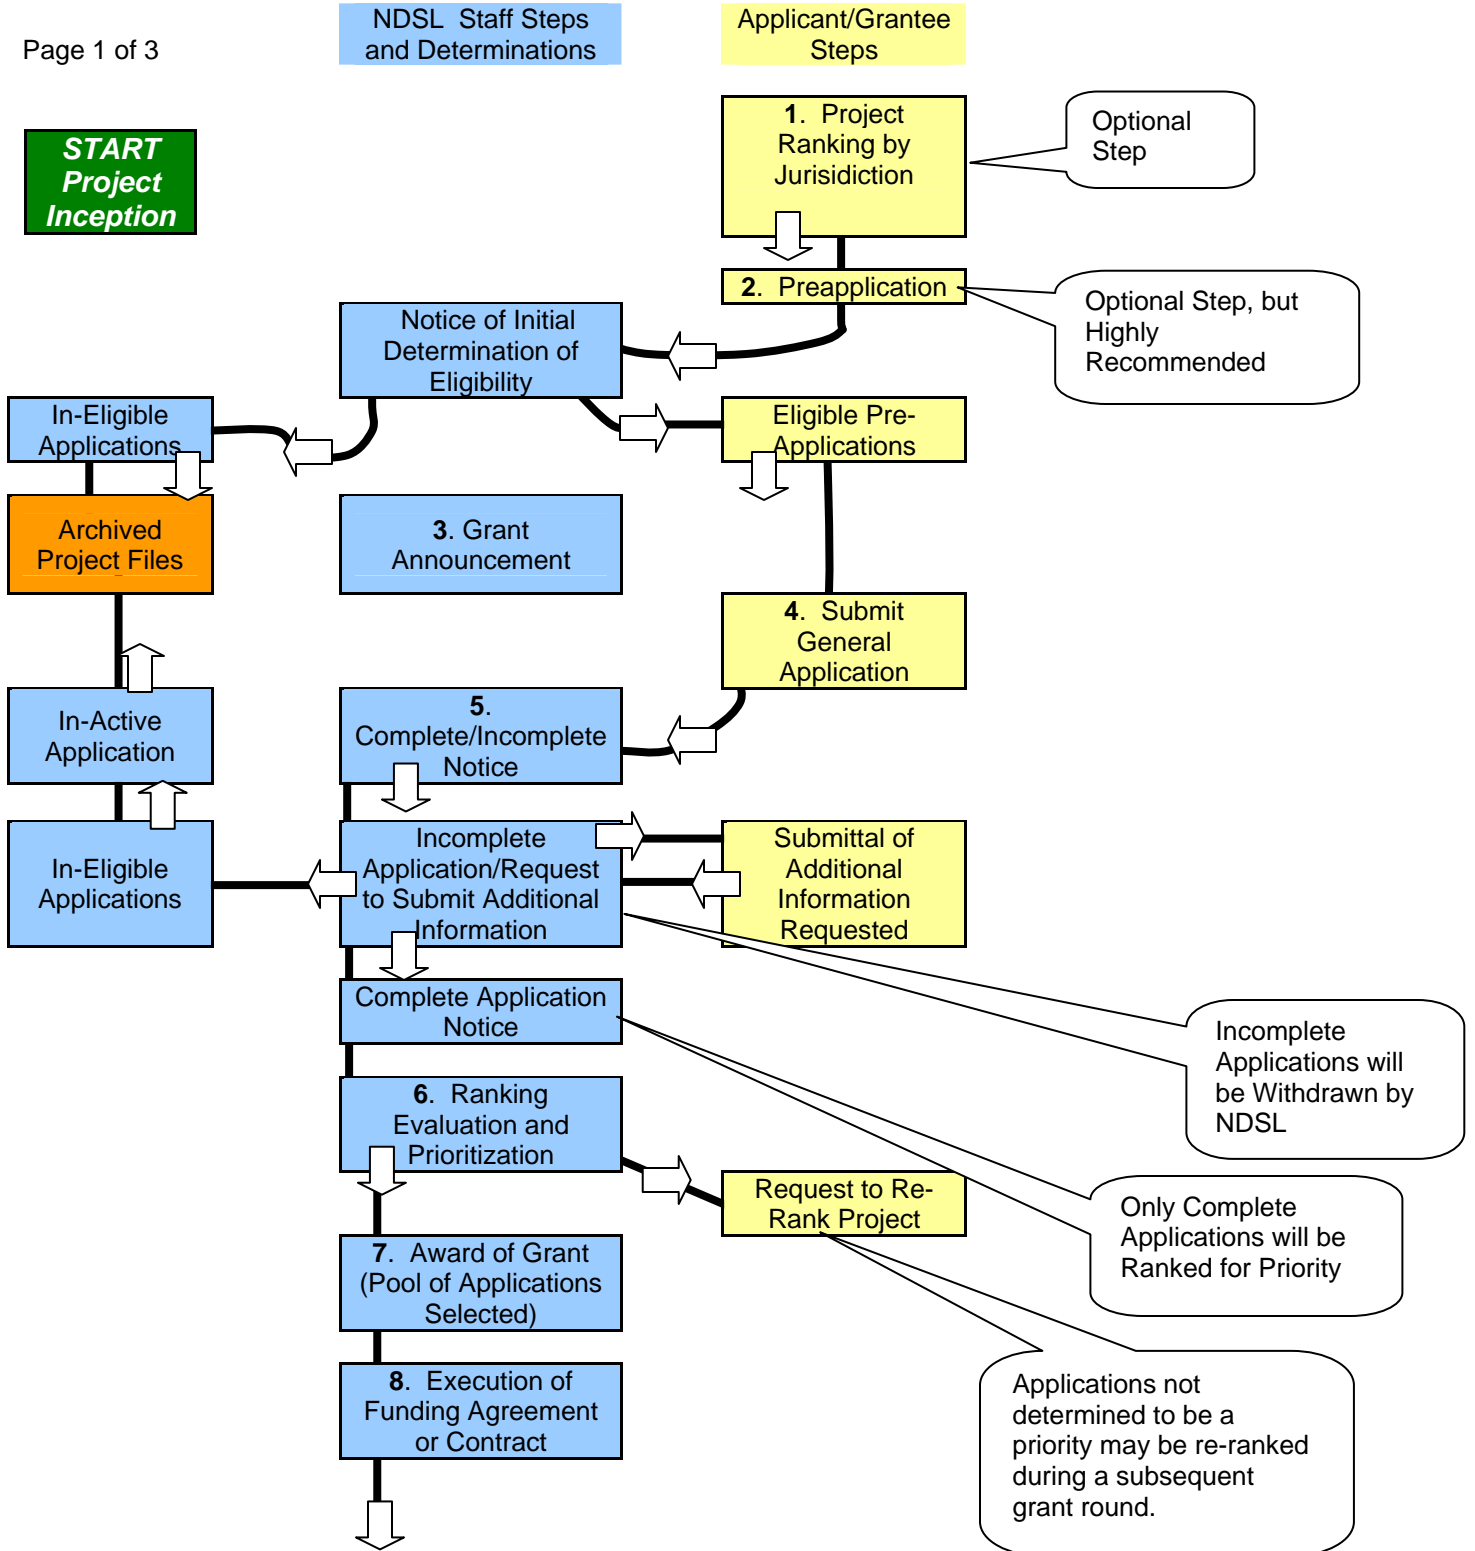 Page 1 of 3
NDSL Staff Steps
and Determinations
Applicant/Grantee
Steps
START
Project
Inception
1. Project
Ranking by
Jurisidiction
Optional
Step
2. Preapplication
Optional Step, but
Highly
Recommended
Notice of Initial
Determination of
Eligibility
In-Eligible
Applications
Eligible Pre-
Applications
Archived
Project Files
3. Grant
Announcement
4. Submit
General
Application
In-Active
Application
5.
Complete/Incomplete
Notice
In-Eligible
Applications
Incomplete
Application/Request
to Submit Additional
Information
Submittal of
Additional
Information
Requested
Complete Application
Notice
Incomplete
Applications will
be Withdrawn by
NDSL
6. Ranking
Evaluation and
Prioritization
Request to Re-
Rank Project
Only Complete
Applications will be
Ranked for Priority
7. Award of Grant
(Pool of Applications
Selected)
8. Execution of
Funding Agreement
or Contract
Applications not
determined to be a
priority may be re-ranked
during a subsequent
grant round.